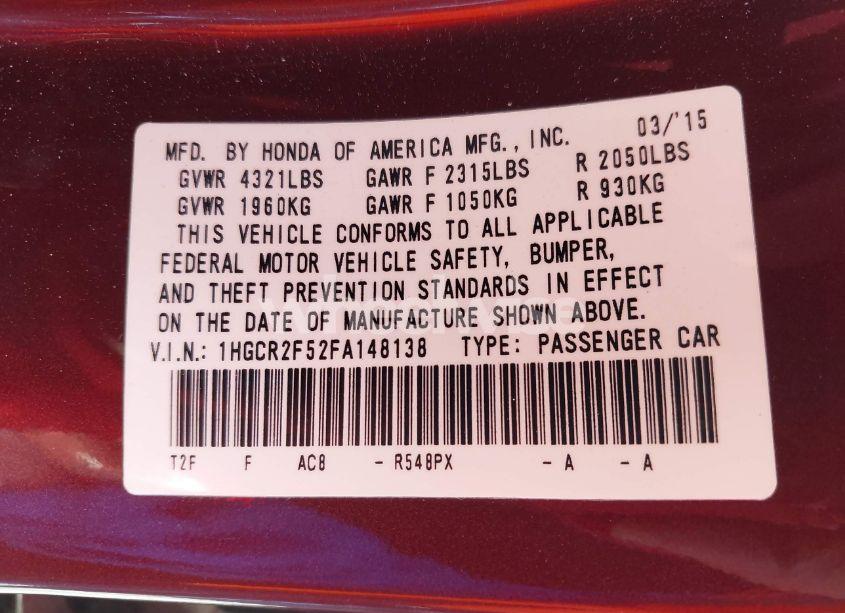 MFD. BY HONDA OF AMERICA MFG., INC. 03/'15
GVWR 4321LBS GAWR F 2315LBS R 2050LBS
GVWR 1960KG GAWR F 1050KG R 930KG
THIS VEHICLE CONFORMS TO ALL APPLICABLE
FEDERAL MOTOR VEHICLE SAFETY, BUMPER,
AND THEFT PREVENTION STANDARDS IN EFFECT
ON THE DATE OF MANUFACTURE SHOWN ABOVE.
V.I.N.: 1HGCR2F52FA148138 TYPE: PASSENGER CAR
T2F F AC8 - R548PX - A - A